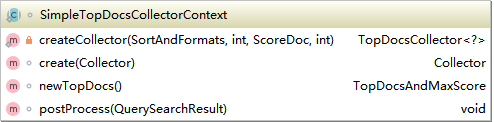 SimpleTopDocsCollectorContext
createCollector(SortAndFormats, int, ScoreDoc, int) TopDocsCollector<?>
create(Collector) Collector
newTopDocs() TopDocsAndMaxScore
postProcess(QuerySearchResult) void